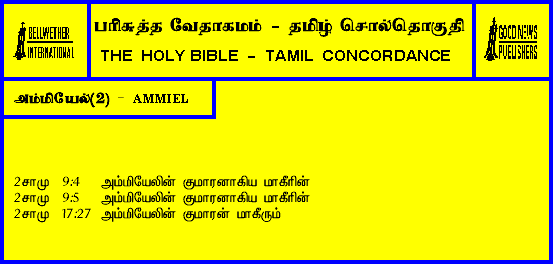 BELLWETHER
INTERNATIONAL
பரிசுத்த வேதாகமம் - தமிழ் சொல்தொகுதி
THE HOLY BIBLE - TAMIL CONCORDANCE
GOOD NEWS
PUBLISHERS
அம்மியேல்(2) - AMMIEL
2சாமு 9:4 அம்மியேலின் குமாரனாகிய மாகீரின்
2சாமு 9:5 அம்மியேலின் குமாரனாகிய மாகீரின்
2சாமு 17:27 அம்மியேலின் குமாரன் மாகீரும்